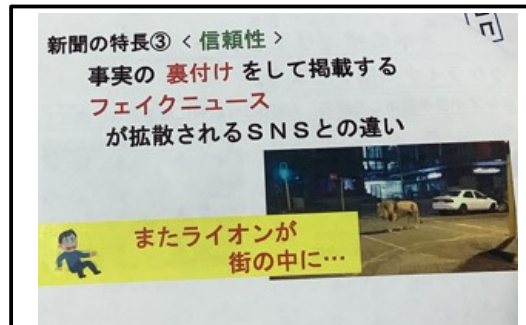 新聞の特長③ < 信頼性 >
事実の 裏付け をして掲載する
フェイクニュース
が拡散されるSNSとの違い
またライオンが
街の中に…